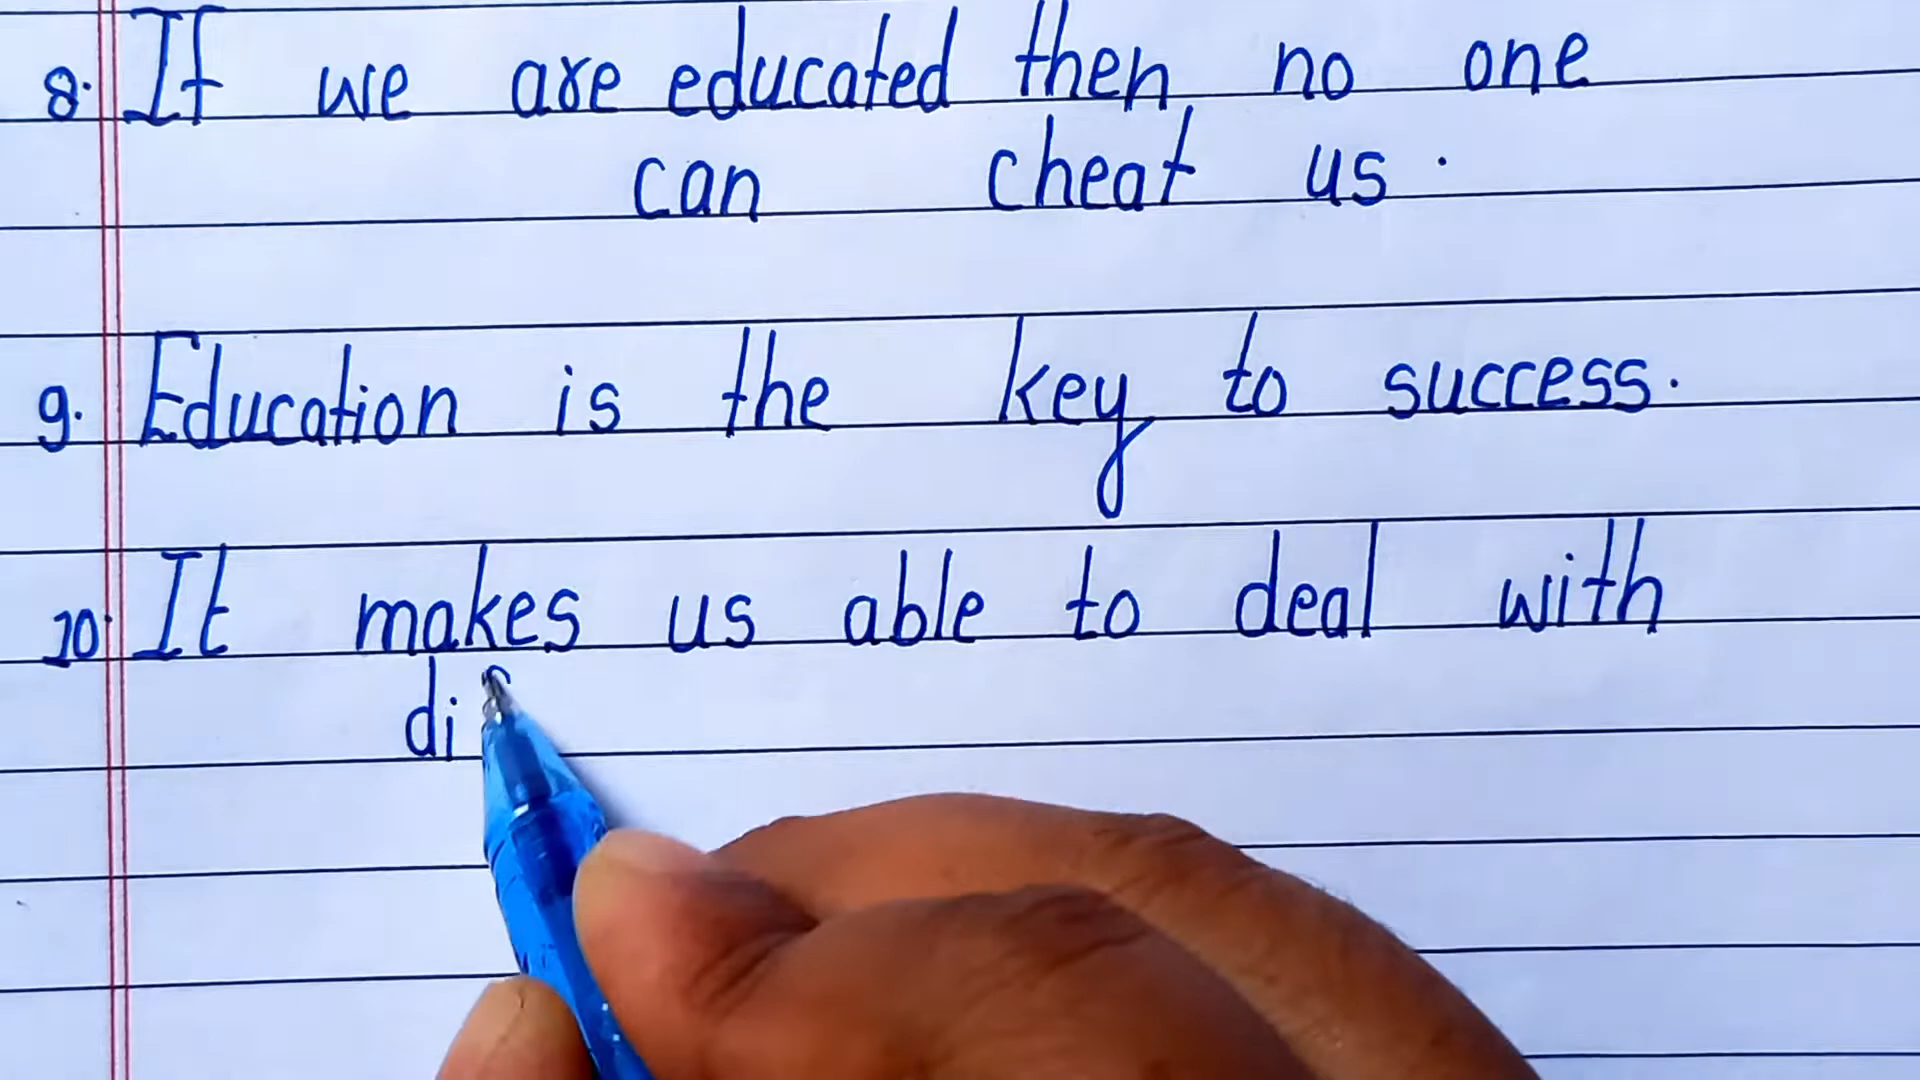 8. If we are educated then no one
can cheat us.
9. Education is the key to success.
10. It makes us able to deal with
di